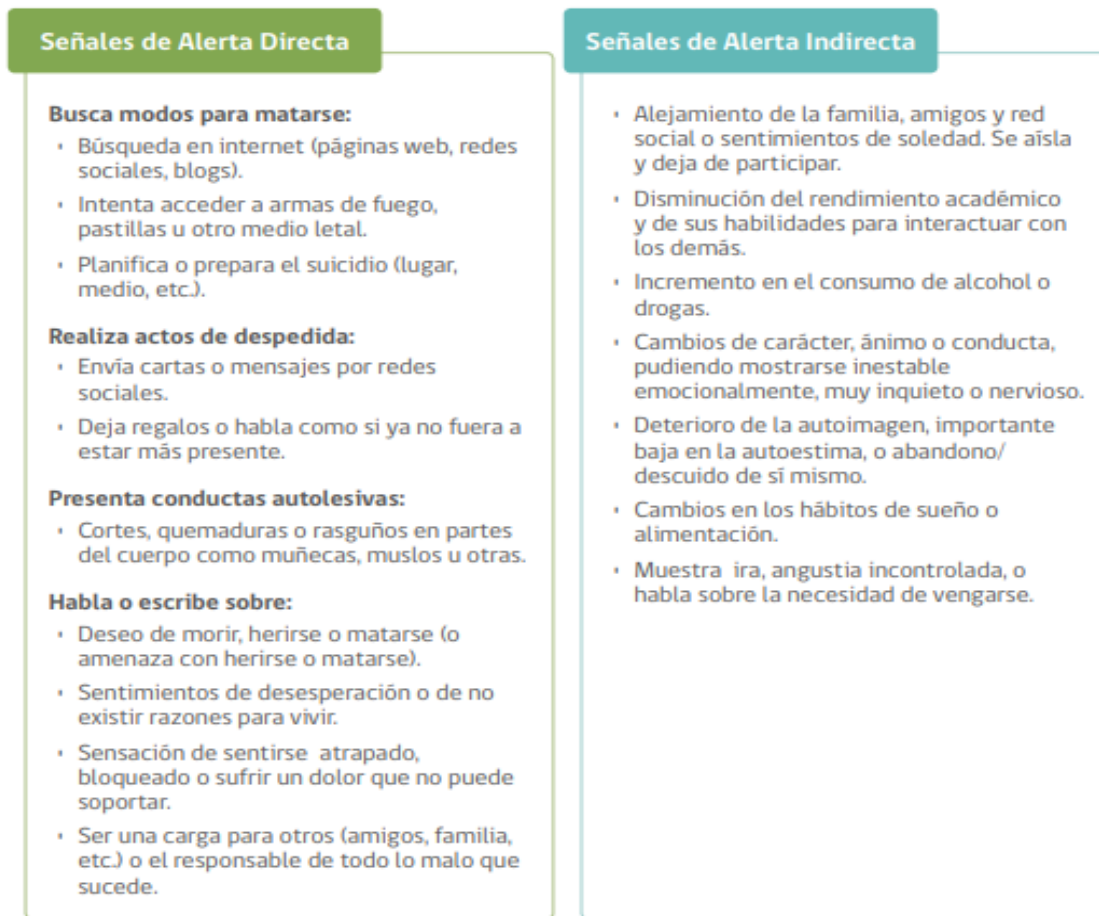 Señales de Alerta Directa
Busca modos para matarse:
• Búsqueda en internet (páginas web, redes
sociales, blogs).
• Intenta acceder a armas de fuego,
pastillas u otro medio letal.
• Planifica o prepara el suicidio (lugar,
medio, etc.).
Realiza actos de despedida:
• Envía cartas o mensajes por redes
sociales.
• Deja regalos o habla como si ya no fuera a
estar más presente.
Presenta conductas autolesivas:
• Cortes, quemaduras o rasguños en partes
del cuerpo como muñecas, muslos u otras.
Habla o escribe sobre:
• Deseo de morir, herirse o matarse (o
amenaza con herirse o matarse).
• Sentimientos de desesperación o de no
existir razones para vivir.
• Sensación de sentirse atrapado,
bloqueado o sufrir un dolor que no puede
soportar.
• Ser una carga para otros (amigos, familia,
etc.) o el responsable de todo lo malo que
sucede.
Señales de Alerta Indirecta
• Alejamiento de la familia, amigos y red
social o sentimientos de soledad. Se aísla
y deja de participar.
• Disminución del rendimiento académico
y de sus habilidades para interactuar con
los demás.
• Incremento en el consumo de alcohol o
drogas.
• Cambios de carácter, ánimo o conducta,
pudiendo mostrarse inestable
emocionalmente, muy inquieto o nervioso.
• Deterioro de la autoimagen, importante
baja en la autoestima, o abandono/
descuido de sí mismo.
• Cambios en los hábitos de sueño o
alimentación.
• Muestra ira, angustia incontrolada, o
habla sobre la necesidad de vengarse.